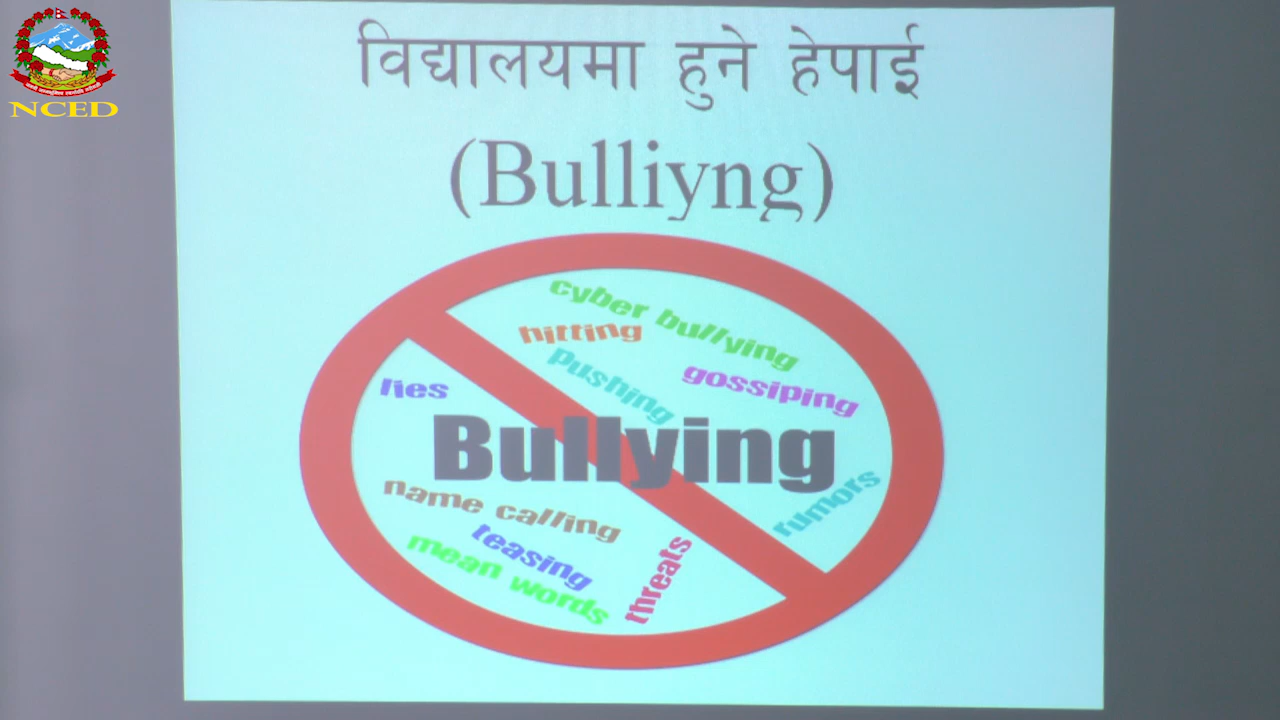 NCED
विद्यालयमा हुने हेपाई
(Bulliyng)
cyber bullying
hitting
pushing
gossiping
lies
Bullying
name calling
rumors
teasing
mean words
threats